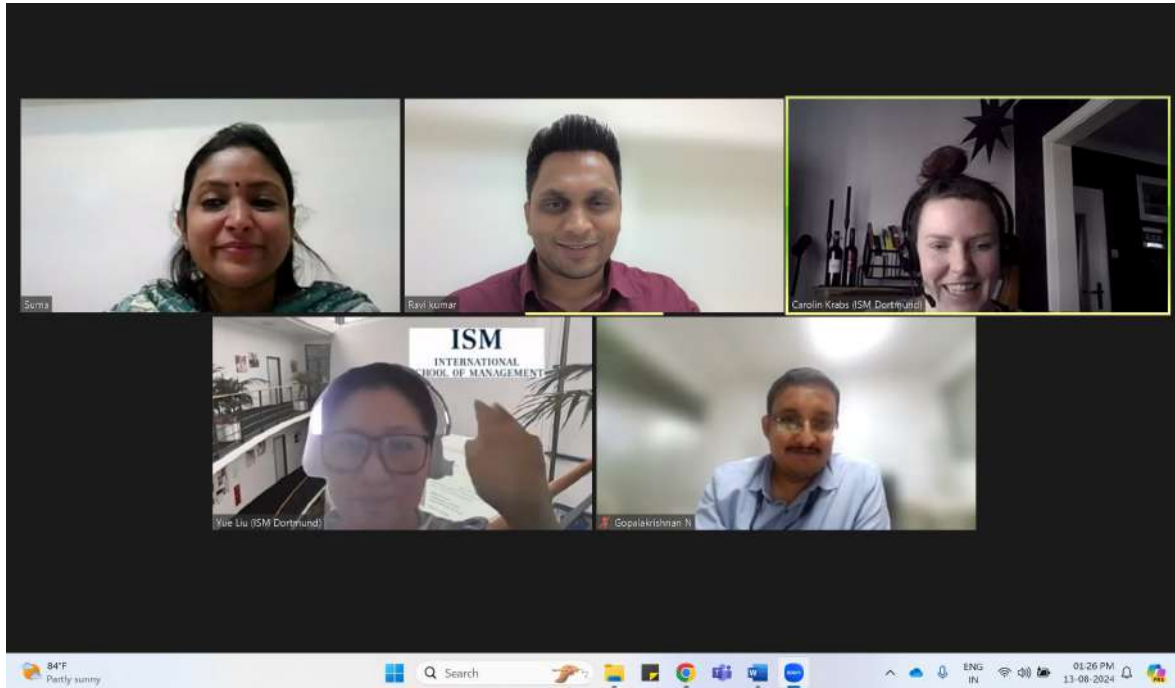 Suma
Ravi kumar
Carolin Krabs (ISM Dortmund)
ISM
INTERNATIONAL
SCHOOL OF MANAGEMENT
Yue Liu (ISM Dortmund)
Gopalakrishnan N
84°F
Partly sunny
Search
ENG
IN
01:26 PM
13-08-2024